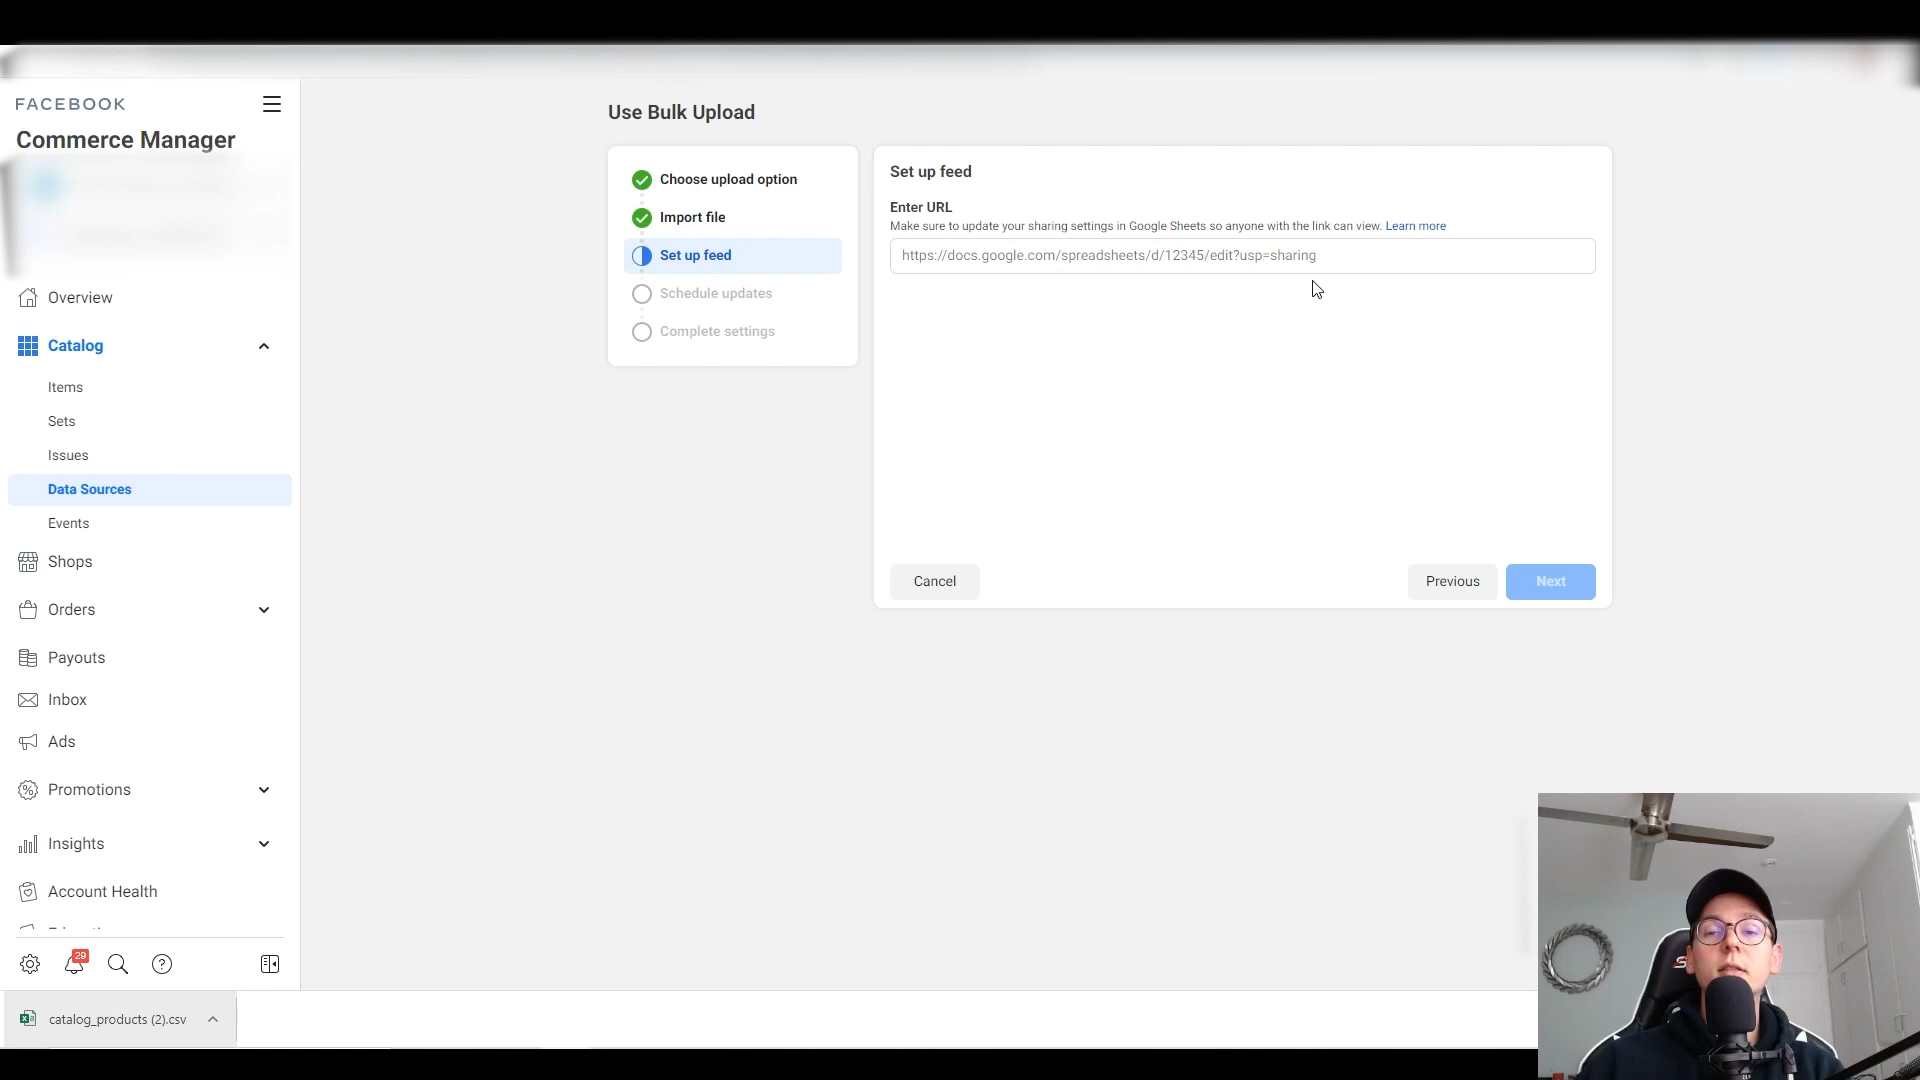 FACEBOOK
Commerce Manager
Overview
Catalog
Items
Sets
Issues
Data Sources
Events
Shops
Orders
Payouts
Inbox
Ads
Promotions
Insights
Account Health
29
catalog_products (2).csv
Use Bulk Upload
Choose upload option
Import file
Set up feed
Schedule updates
Complete settings
Set up feed
Enter URL
Make sure to update your sharing settings in Google Sheets so anyone with the link can view. Learn more
https://docs.google.com/spreadsheets/d/12345/edit?usp=sharing
Cancel
Previous
Next